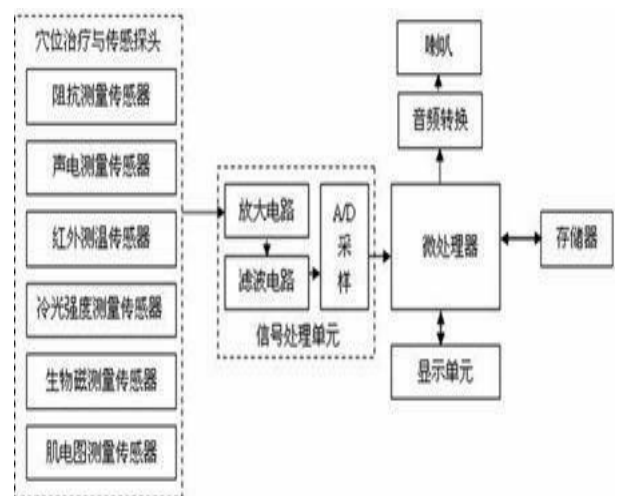 穴位治疗与传感探头
阻抗测量传感器
声电测量传感器
红外测温传感器
冷光强度测量传感器
生物磁测量传感器
肌电图测量传感器
放大电路
滤波电路
A/D
采
样
信号处理单元
喇叭
音频转换
微处理器
存储器
显示单元